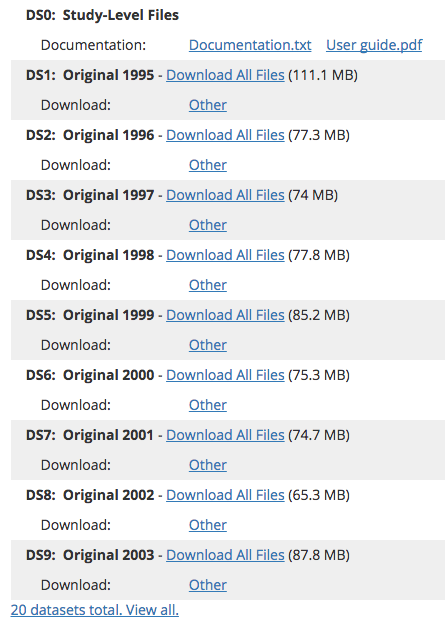 DS0: Study-Level Files
Documentation: Documentation.txt User guide.pdf
DS1: Original 1995 - Download All Files (111.1 MB)
Download: Other
DS2: Original 1996 - Download All Files (77.3 MB)
Download: Other
DS3: Original 1997 - Download All Files (74 MB)
Download: Other
DS4: Original 1998 - Download All Files (77.8 MB)
Download: Other
DS5: Original 1999 - Download All Files (85.2 MB)
Download: Other
DS6: Original 2000 - Download All Files (75.3 MB)
Download: Other
DS7: Original 2001 - Download All Files (74.7 MB)
Download: Other
DS8: Original 2002 - Download All Files (65.3 MB)
Download: Other
DS9: Original 2003 - Download All Files (87.8 MB)
Download: Other
20 datasets total. View all.